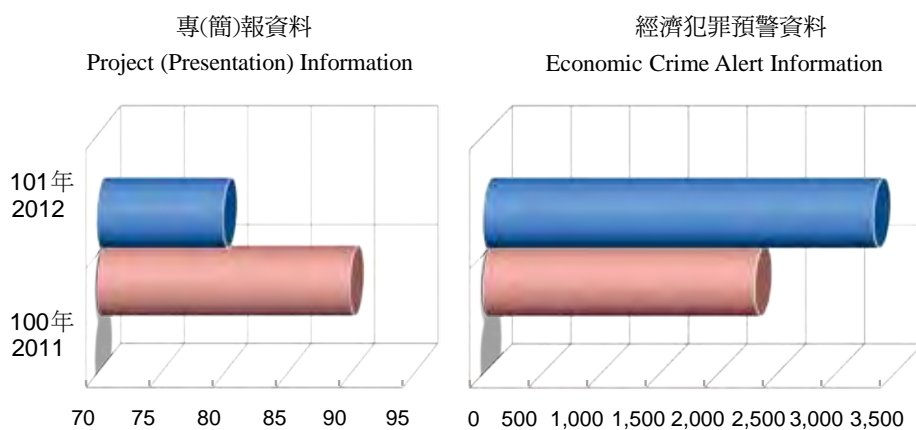 專(簡)報資料
Project (Presentation) Information
101年
2012
100年
2011
70 75 80 85 90 95
經濟犯罪預警資料
Economic Crime Alert Information
0 500 1,000 1,500 2,000 2,500 3,000 3,500